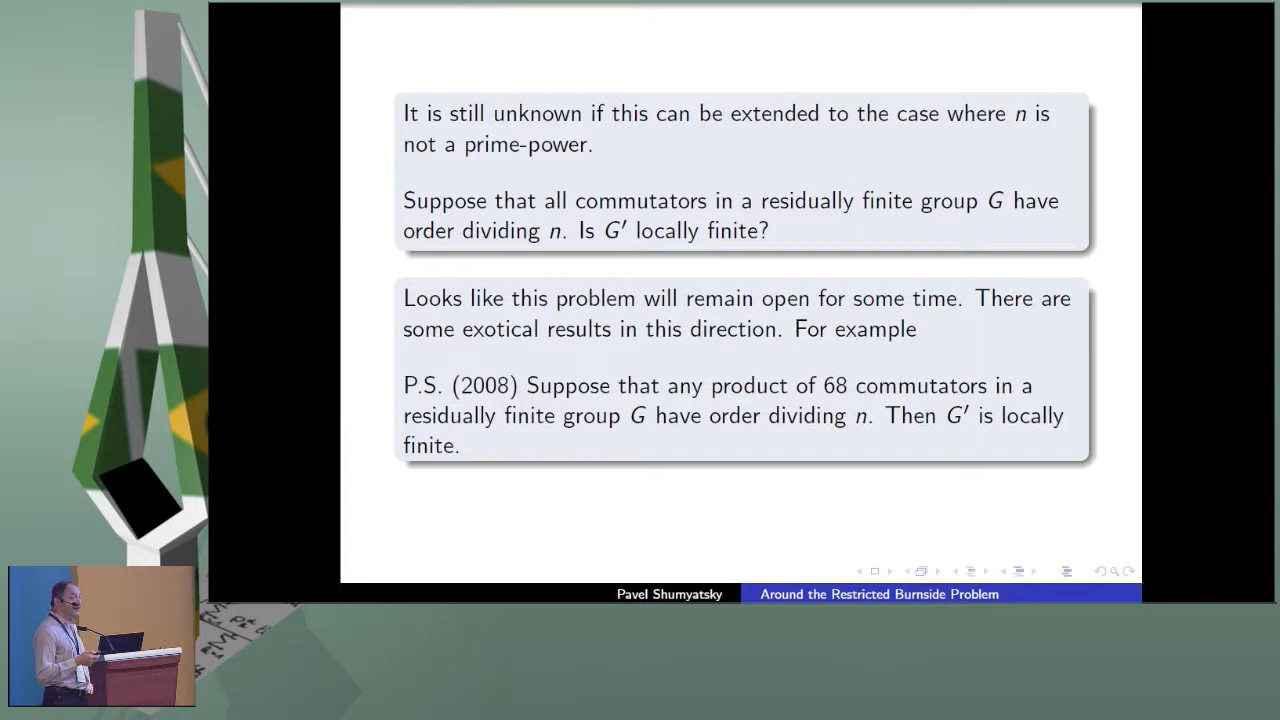 It is still unknown if this can be extended to the case where n is
not a prime-power.
Suppose that all commutators in a residually finite group G have
order dividing n. Is G′ locally finite?
Looks like this problem will remain open for some time. There are
some exotical results in this direction. For example
P.S. (2008) Suppose that any product of 68 commutators in a
residually finite group G have order dividing n. Then G′ is locally
finite.
Pavel Shumyatsky Around the Restricted Burnside Problem